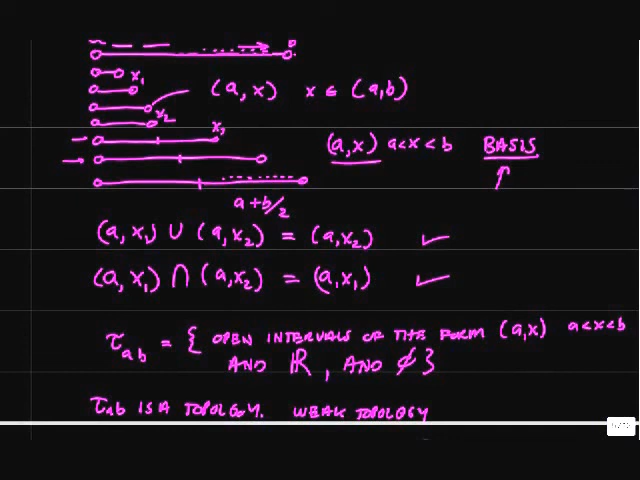 x₁
(a, x) x ∈ (a,b)
x₂
x₃
(a,x) a<x<b BASIS
a+b/2
(a, x₁) ∪ (a, x₂) = (a, x₂) ✓
(a, x₁) ∩ (a, x₂) = (a, x₁) ✓
τab = { OPEN INTERVALS OF THE FORM (a,x) a<x<b
AND ℝ, AND ∅ }
τab IS A TOPOLOGY. WEAK TOPOLOGY